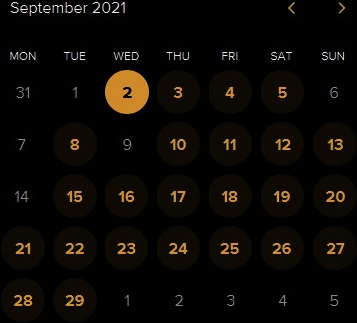 September 2021 < >
MON TUE WED THU FRI SAT SUN
31 1 2 3 4 5 6
7 8 9 10 11 12 13
14 15 16 17 18 19 20
21 22 23 24 25 26 27
28 29 1 2 3 4 5